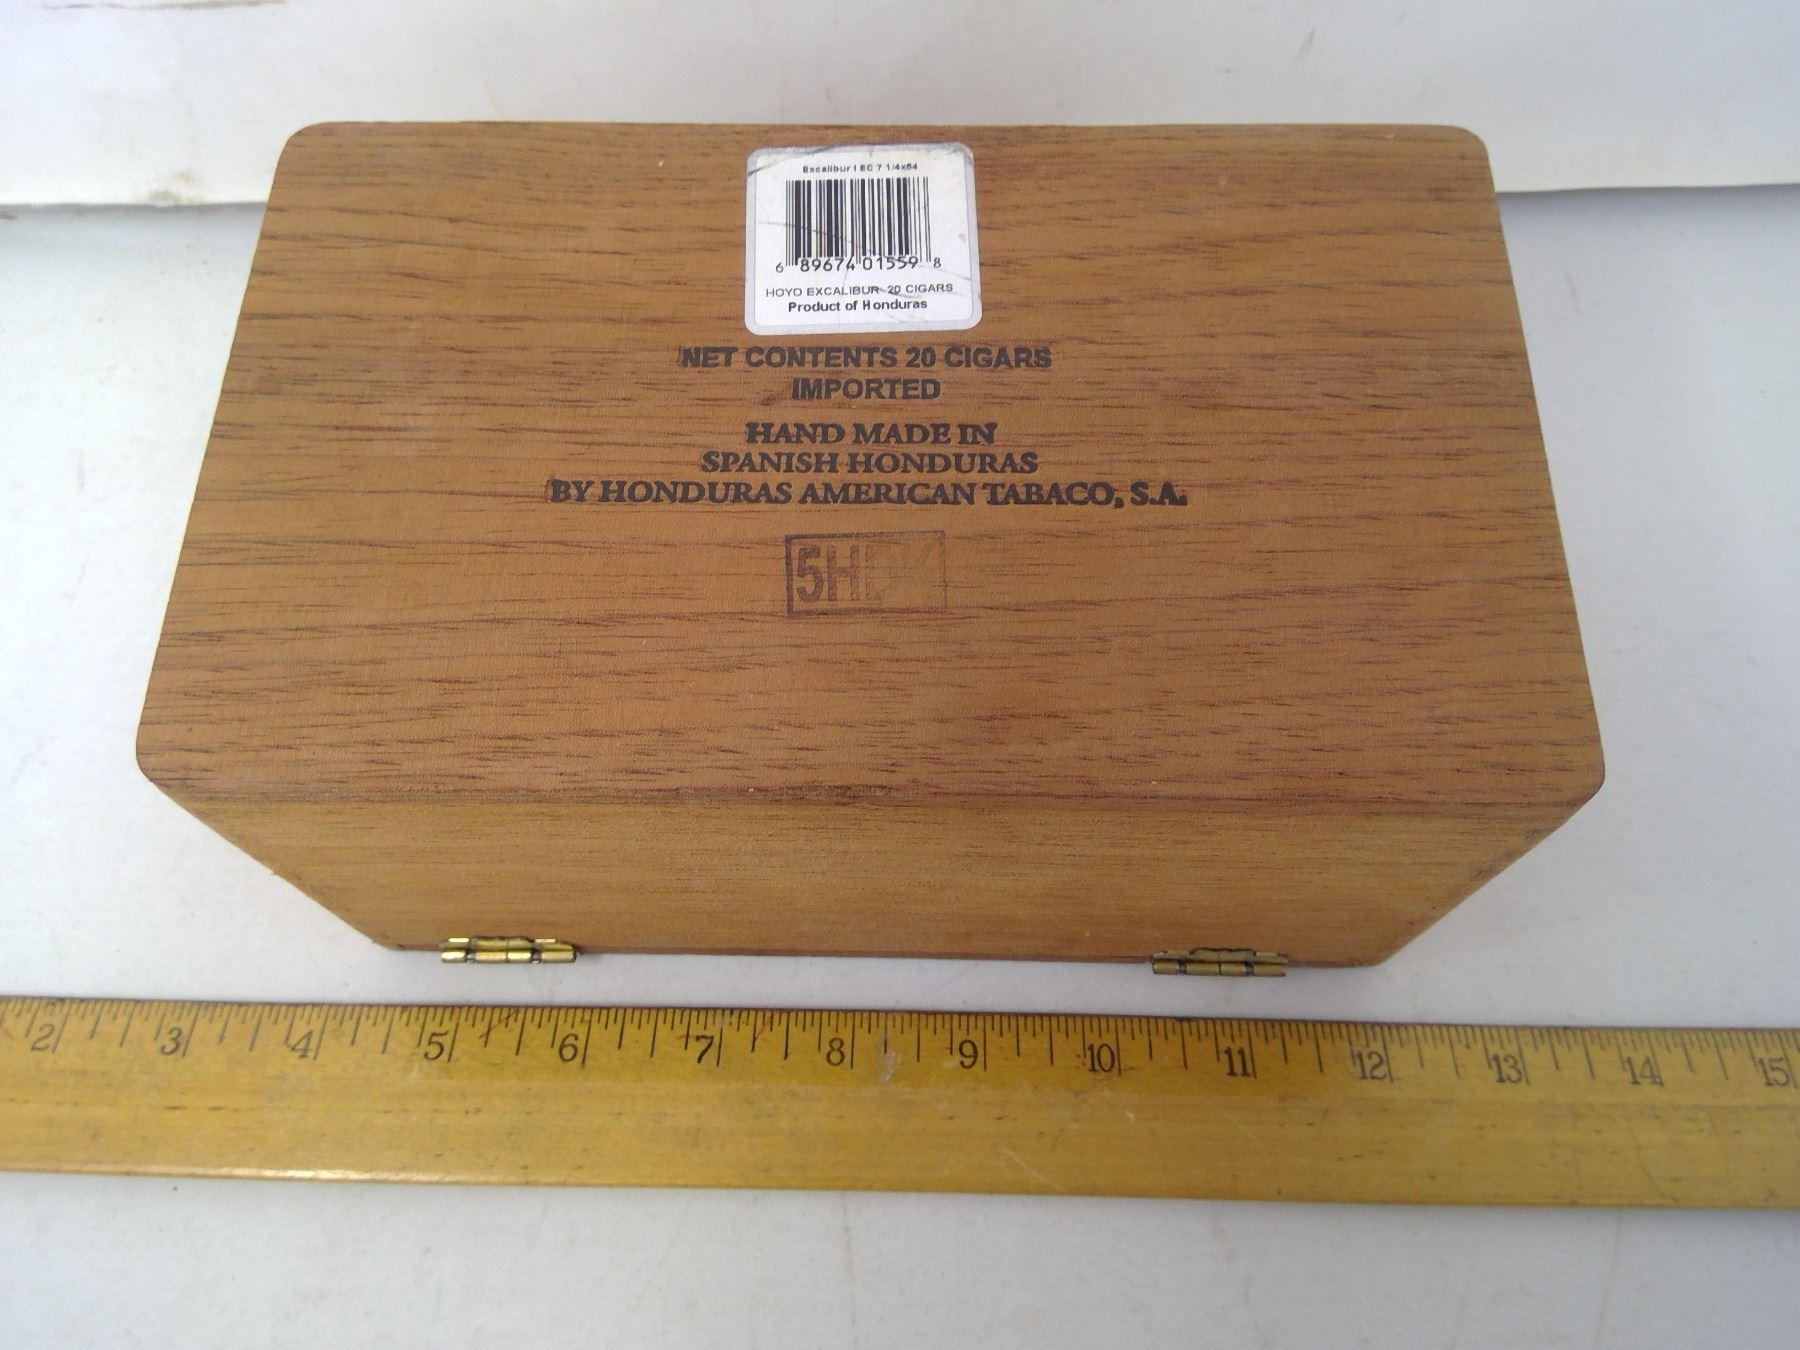 Excalibur I EC 7 1/4x54
6 89674 01559 8
HOYO EXCALIBUR 20 CIGARS
Product of Honduras
NET CONTENTS 20 CIGARS
IMPORTED
HAND MADE IN
SPANISH HONDURAS
BY HONDURAS AMERICAN TABACO, S.A.
2 3 4 5 6 7 8 9 10 11 12 13 14 15